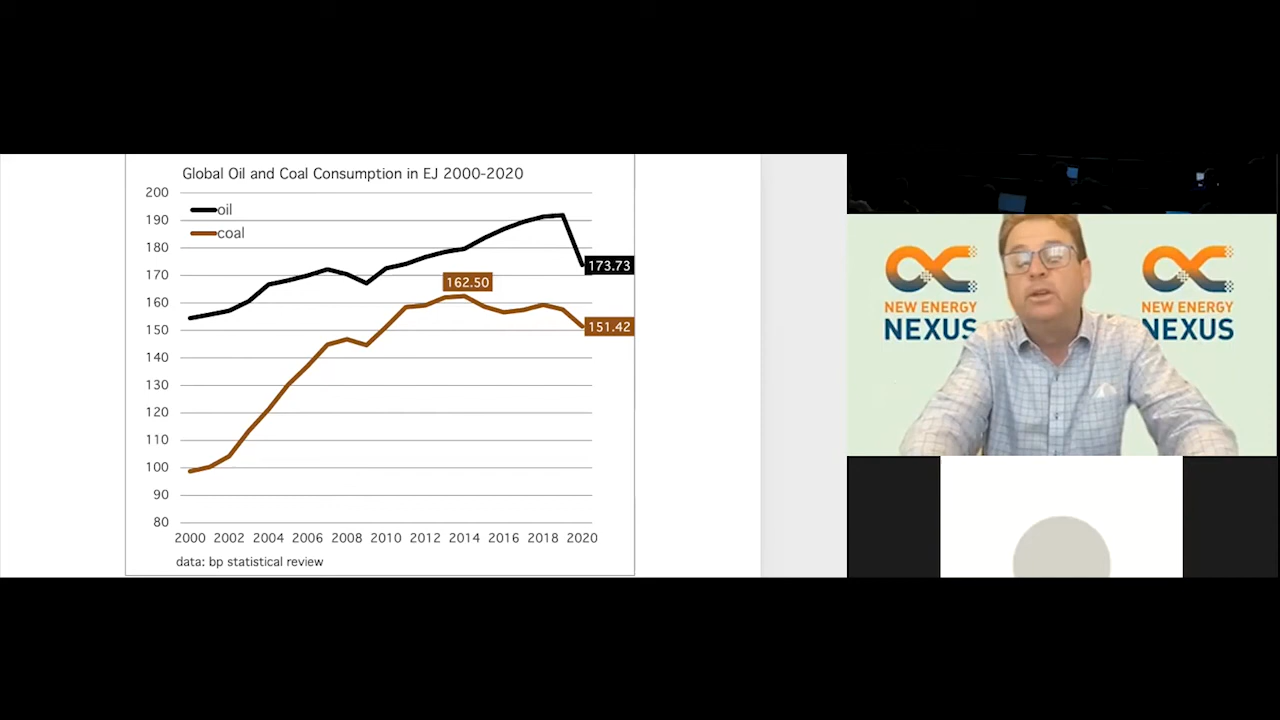 Global Oil and Coal Consumption in EJ 2000-2020
200
190
180
170
160
150
140
130
120
110
100
90
80
oil
coal
162.50
173.73
151.42
2000 2002 2004 2006 2008 2010 2012 2014 2016 2018 2020
data: bp statistical review
NEW ENERGY
NEXUS
NEW ENERGY
NEXUS